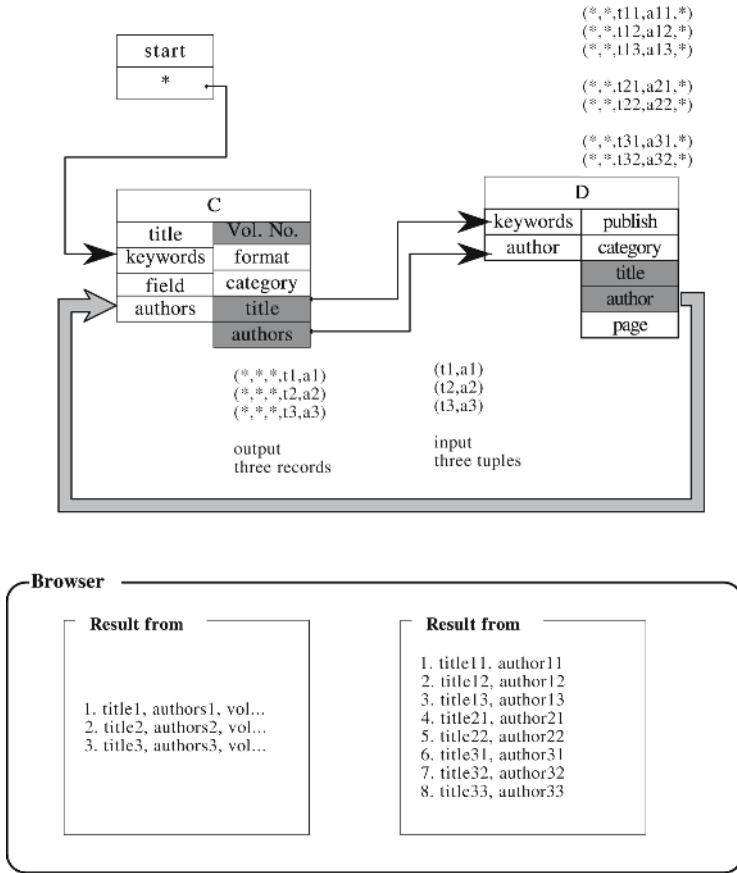 (*,*,t11,a11,*)
(*,*,t12,a12,*)
(*,*,t13,a13,*)
(*,*,t21,a21,*)
(*,*,t22,a22,*)
(*,*,t31,a31,*)
(*,*,t32,a32,*)
start
*
C
title
keywords
field
authors
Vol. No.
format
category
title
authors
D
keywords
author
publish
category
title
author
page
(*,*,*,t1,a1)
(*,*,*,t2,a2)
(*,*,*,t3,a3)
output
three records
(t1,a1)
(t2,a2)
(t3,a3)
input
three tuples
Browser
Result from
1. title1, authors1, vol...
2. title2, authors2, vol...
3. title3, authors3, vol...
Result from
1. title11, author11
2. title12, author12
3. title13, author13
4. title21, author21
5. title22, author22
6. title31, author31
7. title32, author32
8. title33, author33